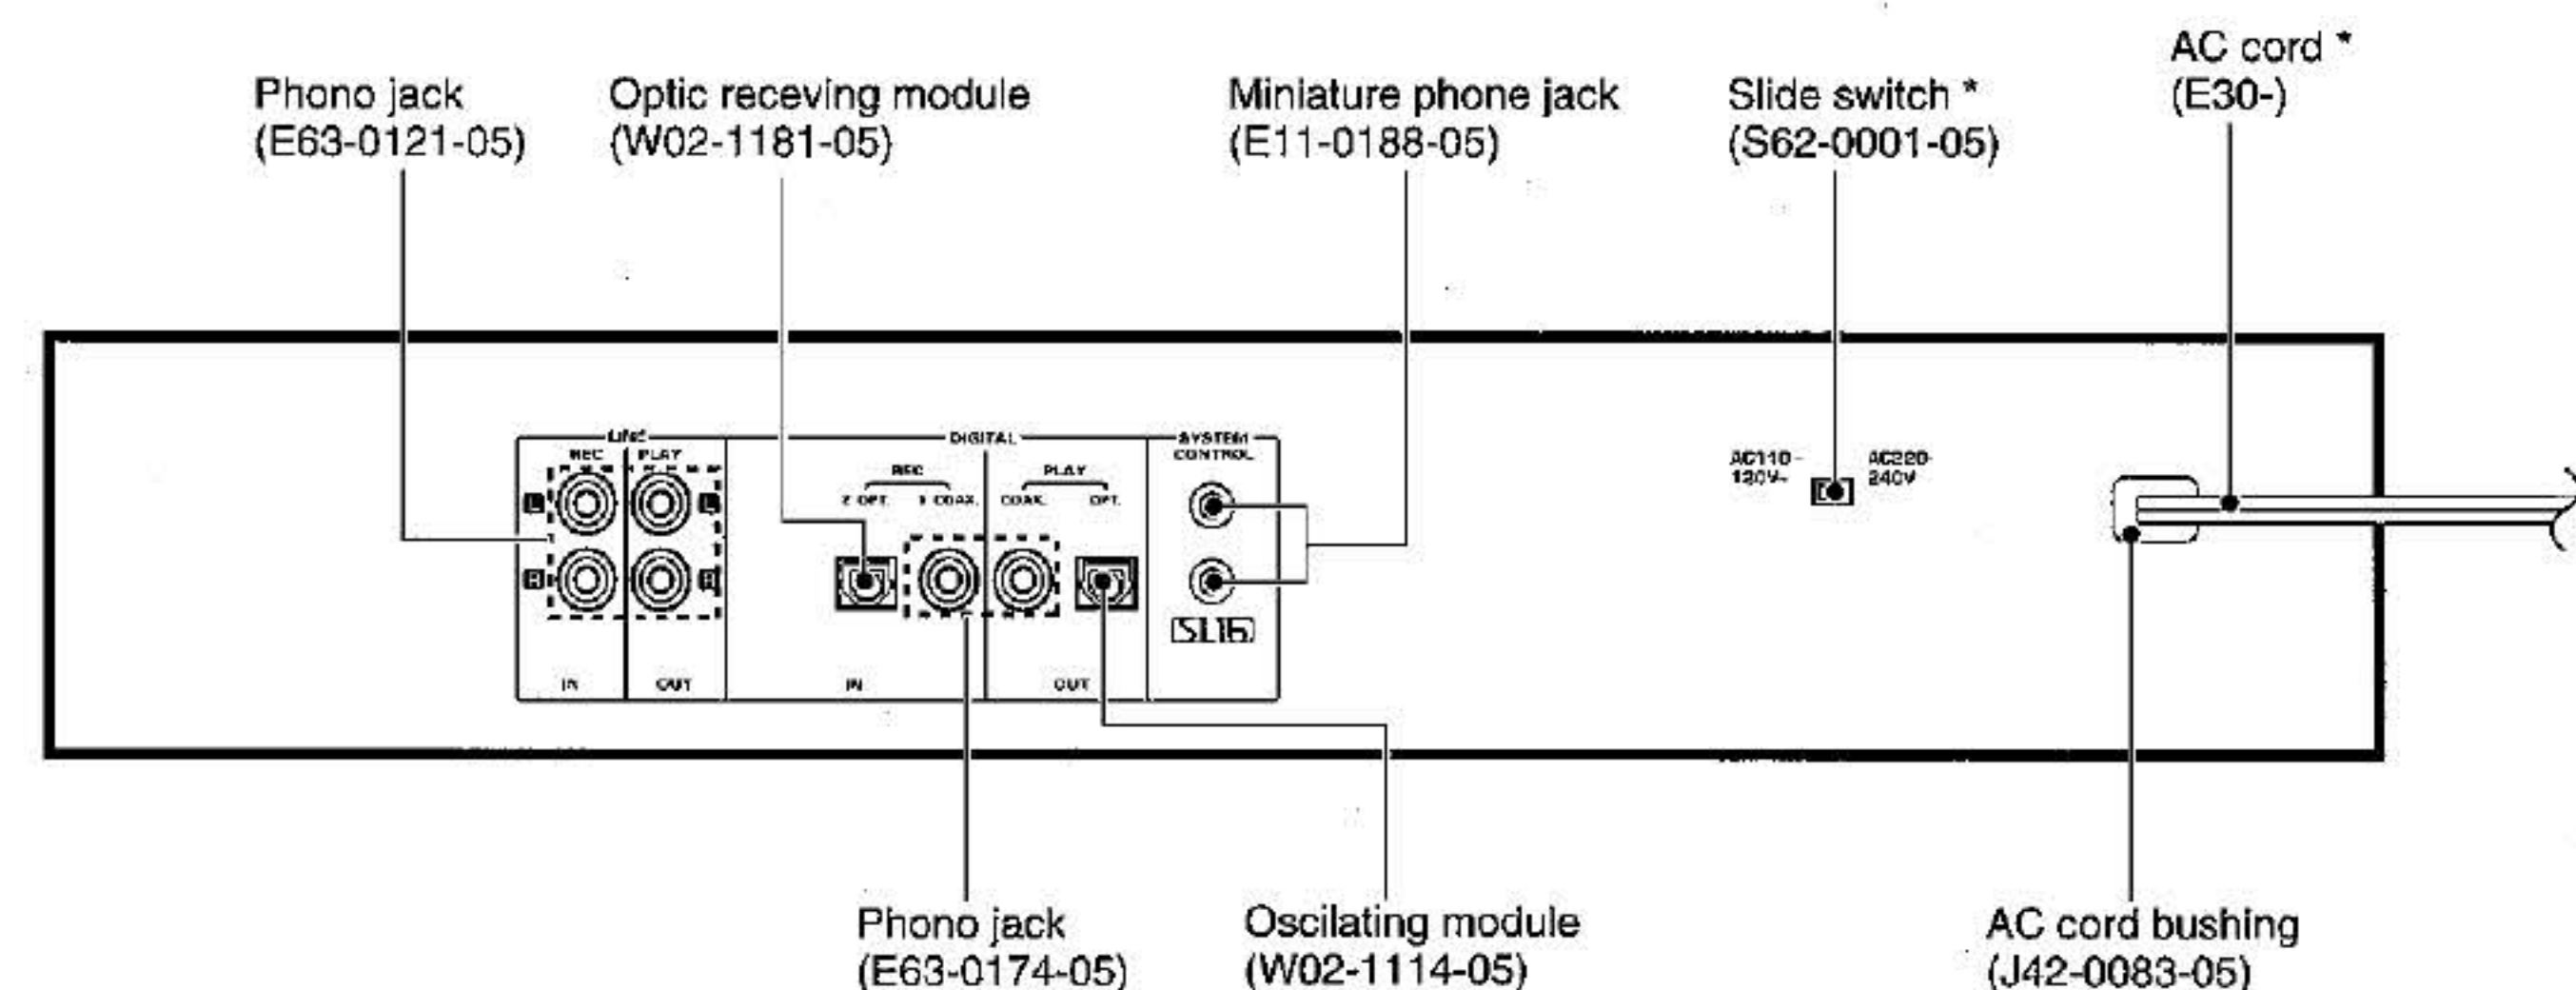 AC cord *
(E30-)
Phono jack
(E63-0121-05)
Optic receving module
(W02-1181-05)
Miniature phone jack
(E11-0188-05)
Slide switch *
(S62-0001-05)
LINE
REC PLAY
L
L
R
R
IN
OUT
DIGITAL
REC
2 OPT.
1 COAX.
PLAY
COAX.
OPT.
IN
OUT
SYSTEM
CONTROL
SL16
AC110-
120V~
AC220-
240V
Phono jack
(E63-0174-05)
Oscilating module
(W02-1114-05)
AC cord bushing
(J42-0083-05)